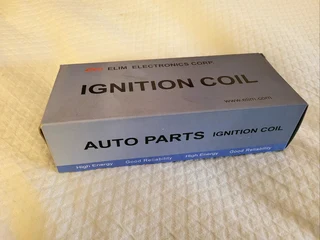 ELIM ELECTRONICS CORP.
IGNITION COIL
www.elim.com
AUTO PARTS IGNITION COIL
High Energy Good Reliability High Energy Good Reliability